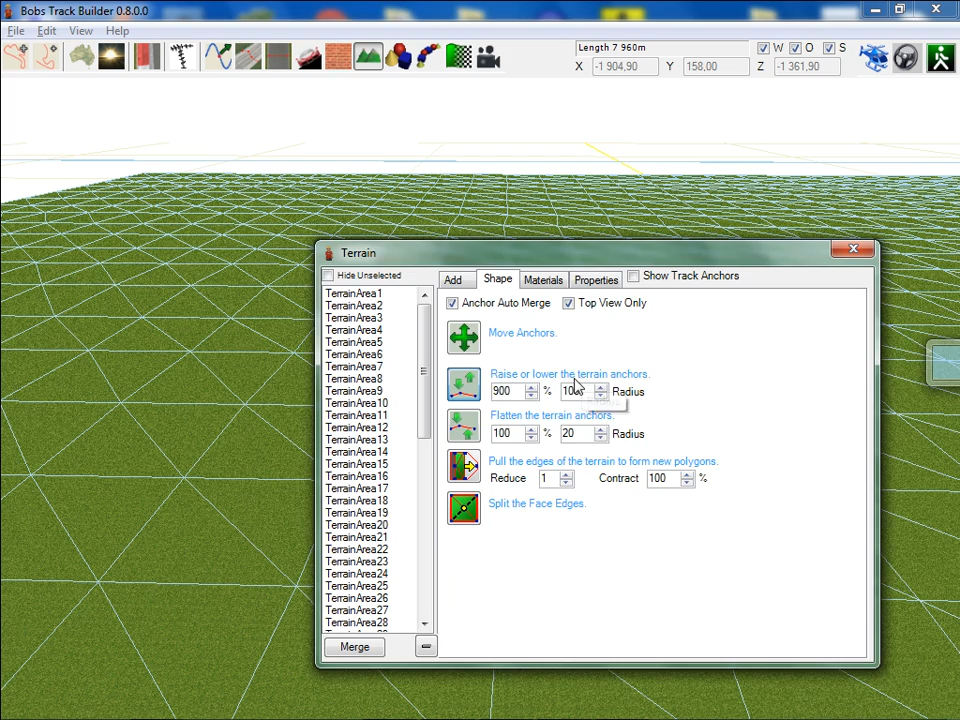 Bobs Track Builder 0.8.0.0
File Edit View Help
Length 7 960m
W O S
X -1 904,90 Y 158,00 Z -1 361,90
Terrain
Hide Unselected
Add Shape Materials Properties Show Track Anchors
TerrainArea1
TerrainArea2
TerrainArea3
TerrainArea4
TerrainArea5
TerrainArea6
TerrainArea7
TerrainArea8
TerrainArea9
TerrainArea10
TerrainArea11
TerrainArea12
TerrainArea13
TerrainArea14
TerrainArea15
TerrainArea16
TerrainArea17
TerrainArea18
TerrainArea19
TerrainArea20
TerrainArea21
TerrainArea22
TerrainArea23
TerrainArea24
TerrainArea25
TerrainArea26
TerrainArea27
TerrainArea28
Merge
Anchor Auto Merge Top View Only
Move Anchors.
Raise or lower the terrain anchors.
900 % Radius
Flatten the terrain anchors.
100 % 20 Radius
Pull the edges of the terrain to form new polygons.
Reduce 1 Contract 100 %
Split the Face Edges.